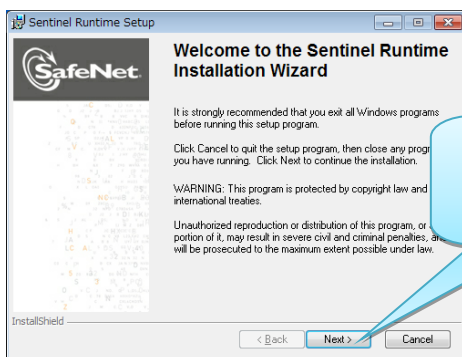 Sentinel Runtime Setup
SafeNet.
Welcome to the Sentinel Runtime
Installation Wizard
It is strongly recommended that you exit all Windows programs
before running this setup program.
Click Cancel to quit the setup program, then close any
you have running. Click Next to continue the installation.
WARNING: This program is protected by copyright law and
international treaties.
Unauthorized reproduction or distribution of this program, or
portion of it, may result in severe civil and criminal penalties,
will be prosecuted to the maximum extent possible under law.
InstallShield
< Back
Next >
Cancel